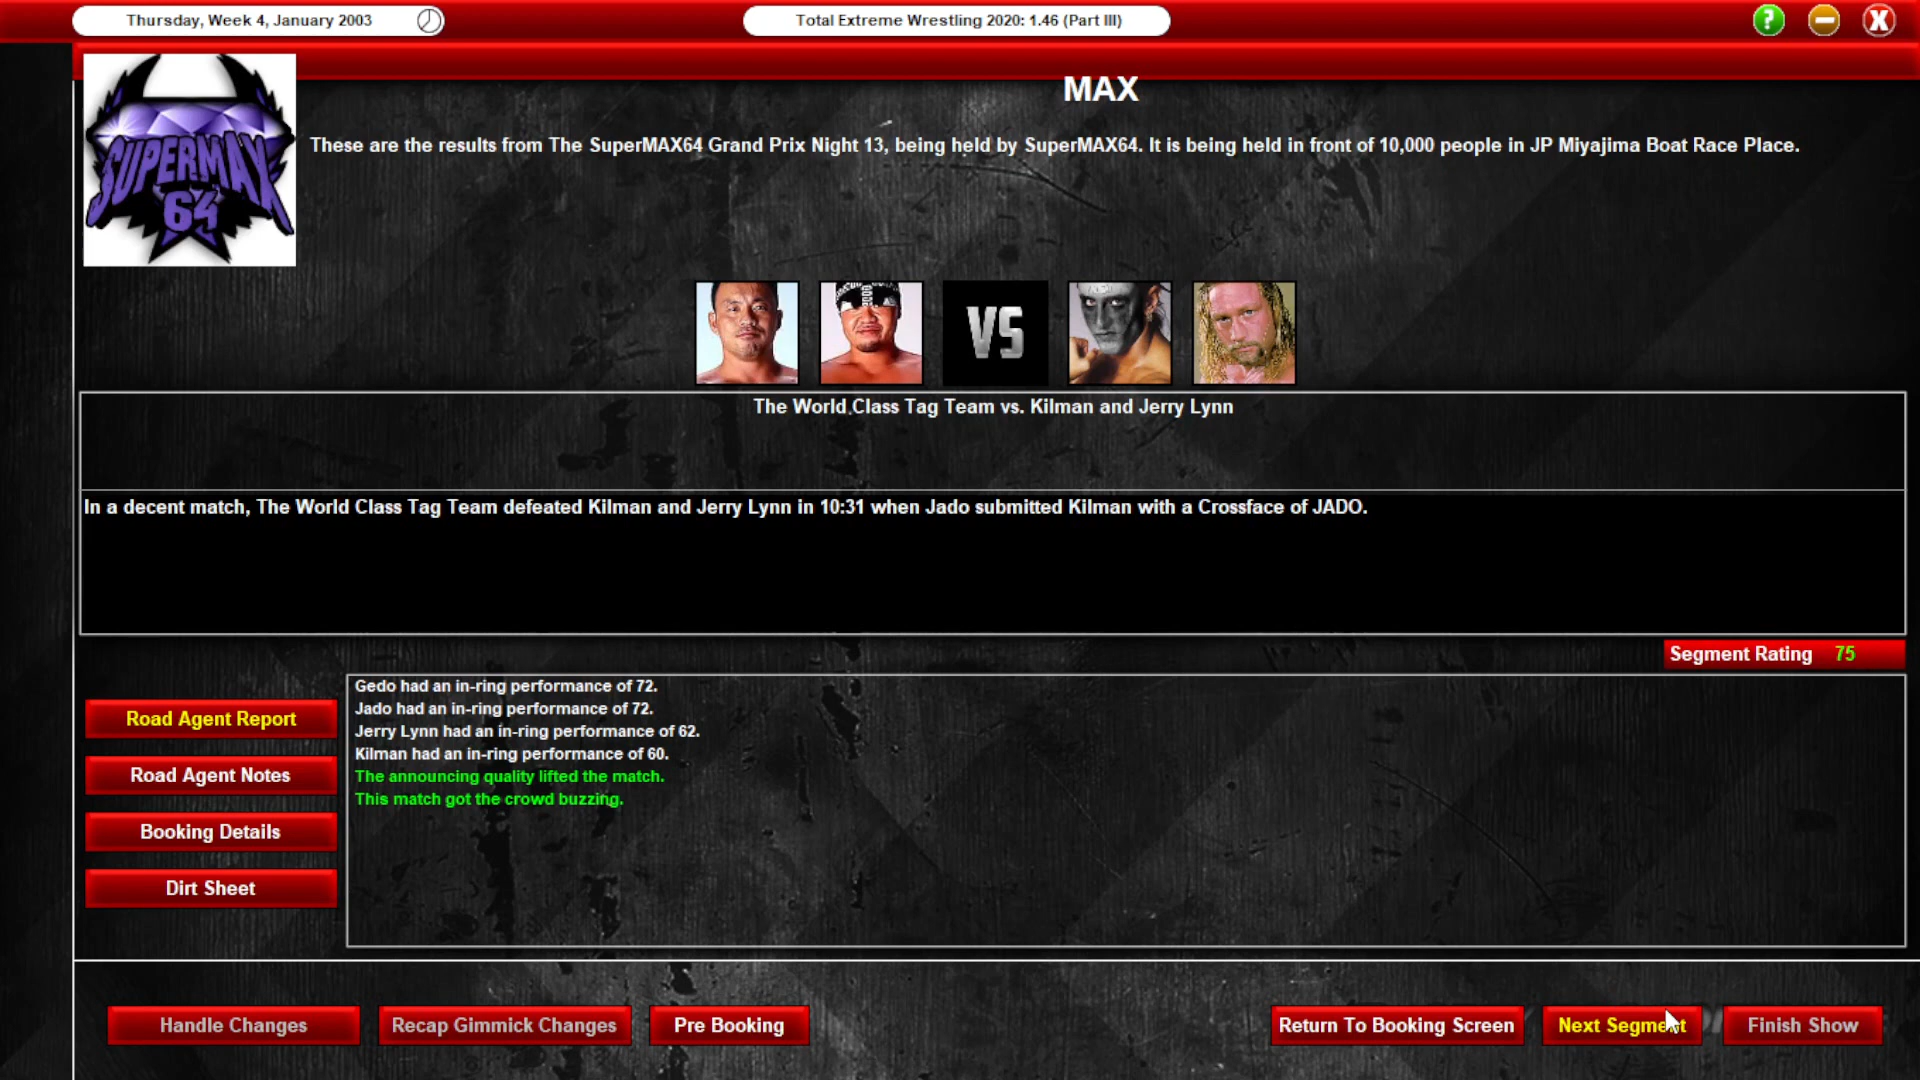 Thursday, Week 4, January 2003
Total Extreme Wrestling 2020: 1.46 (Part III)
SUPERMAX
64
MAX
These are the results from The SuperMAX64 Grand Prix Night 13, being held by SuperMAX64. It is being held in front of 10,000 people in JP Miyajima Boat Race Place.
VS
The World Class Tag Team vs. Kilman and Jerry Lynn
In a decent match, The World Class Tag Team defeated Kilman and Jerry Lynn in 10:31 when Jado submitted Kilman with a Crossface of JADO.
Segment Rating 75
Road Agent Report
Road Agent Notes
Booking Details
Dirt Sheet
Gedo had an in-ring performance of 72.
Jado had an in-ring performance of 72.
Jerry Lynn had an in-ring performance of 62.
Kilman had an in-ring performance of 60.
The announcing quality lifted the match.
This match got the crowd buzzing.
Handle Changes
Recap Gimmick Changes
Pre Booking
Return To Booking Screen
Next Segment
Finish Show